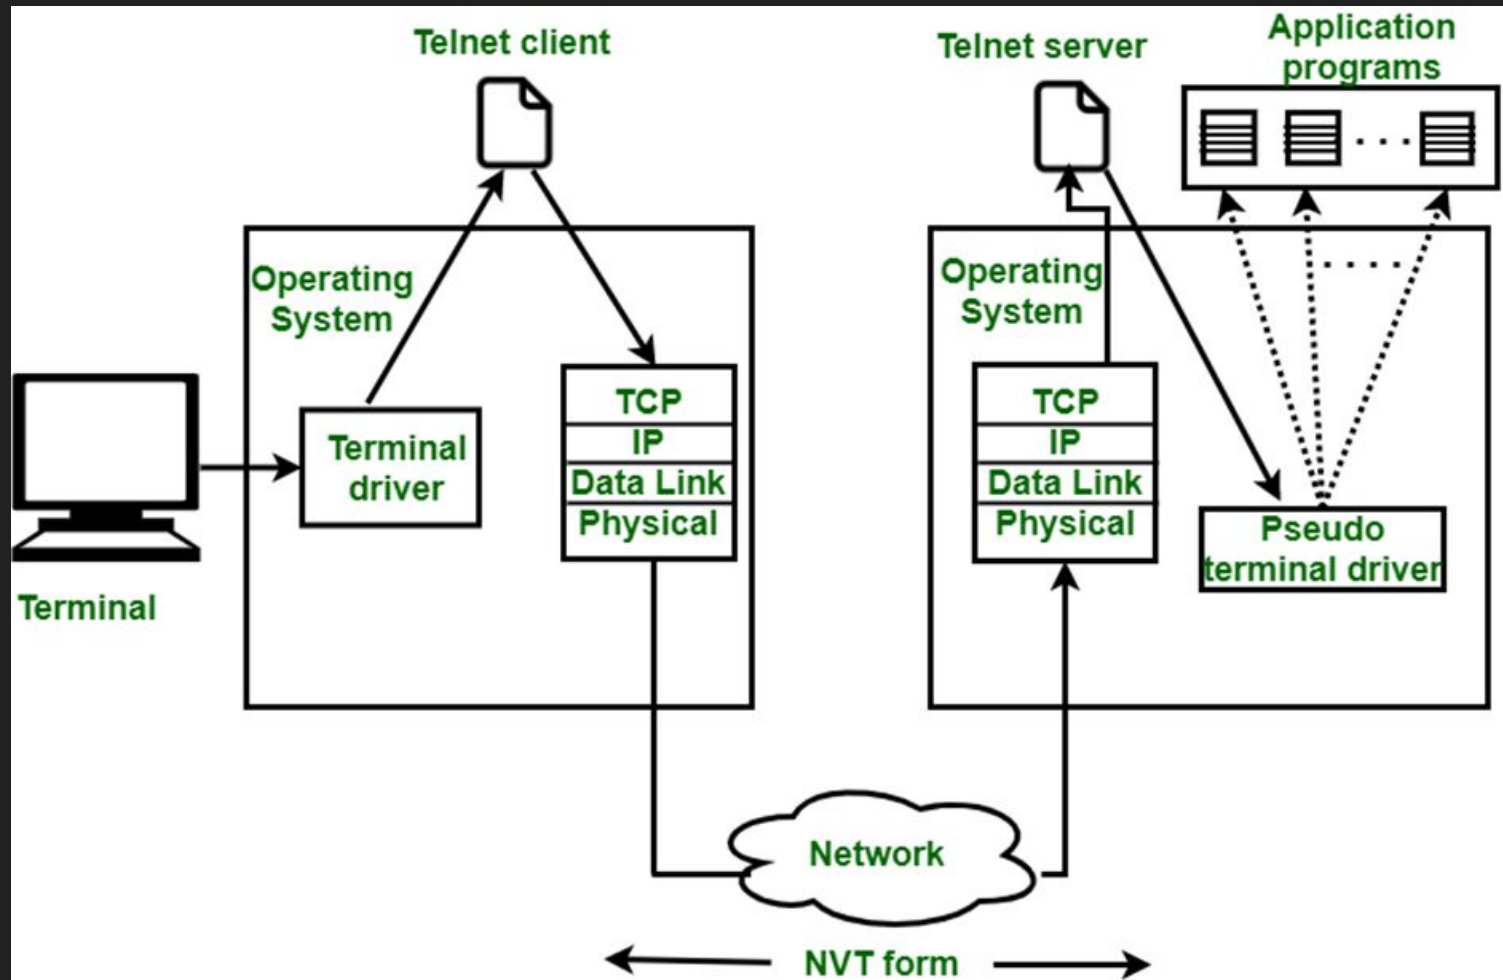 Telnet client
Telnet server
Application
programs
Operating
System
Operating
System
Terminal
driver
TCP
IP
Data Link
Physical
TCP
IP
Data Link
Physical
Pseudo
terminal driver
Terminal
Network
NVT form